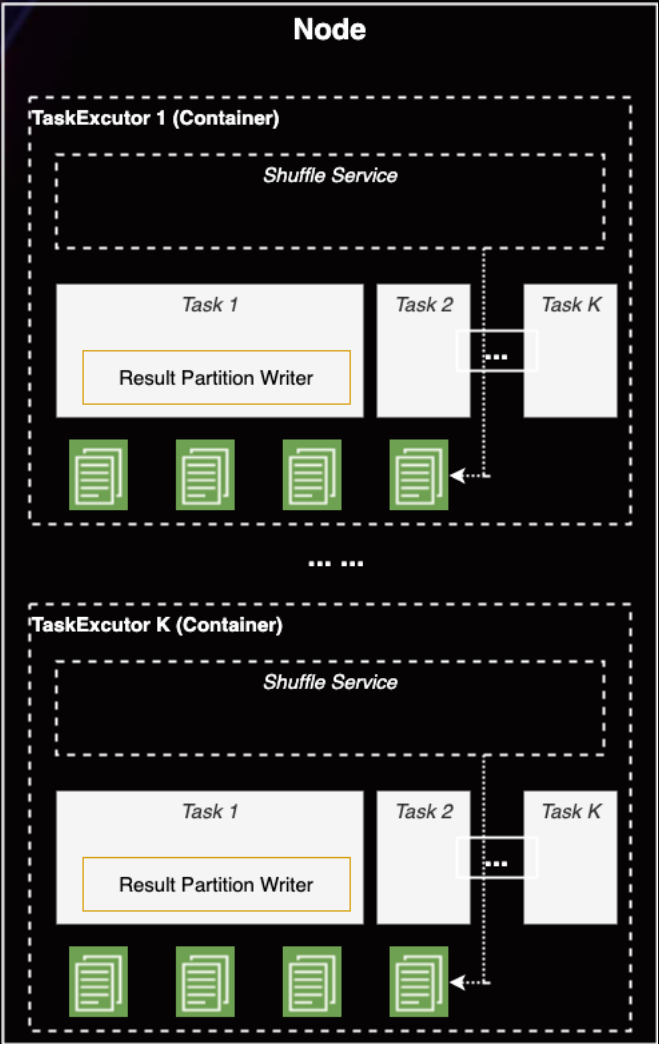 Node
TaskExcutor 1 (Container)
Shuffle Service
Task 1
Task 2
Task K
...
Result Partition Writer
... ...
TaskExcutor K (Container)
Shuffle Service
Task 1
Task 2
Task K
...
Result Partition Writer